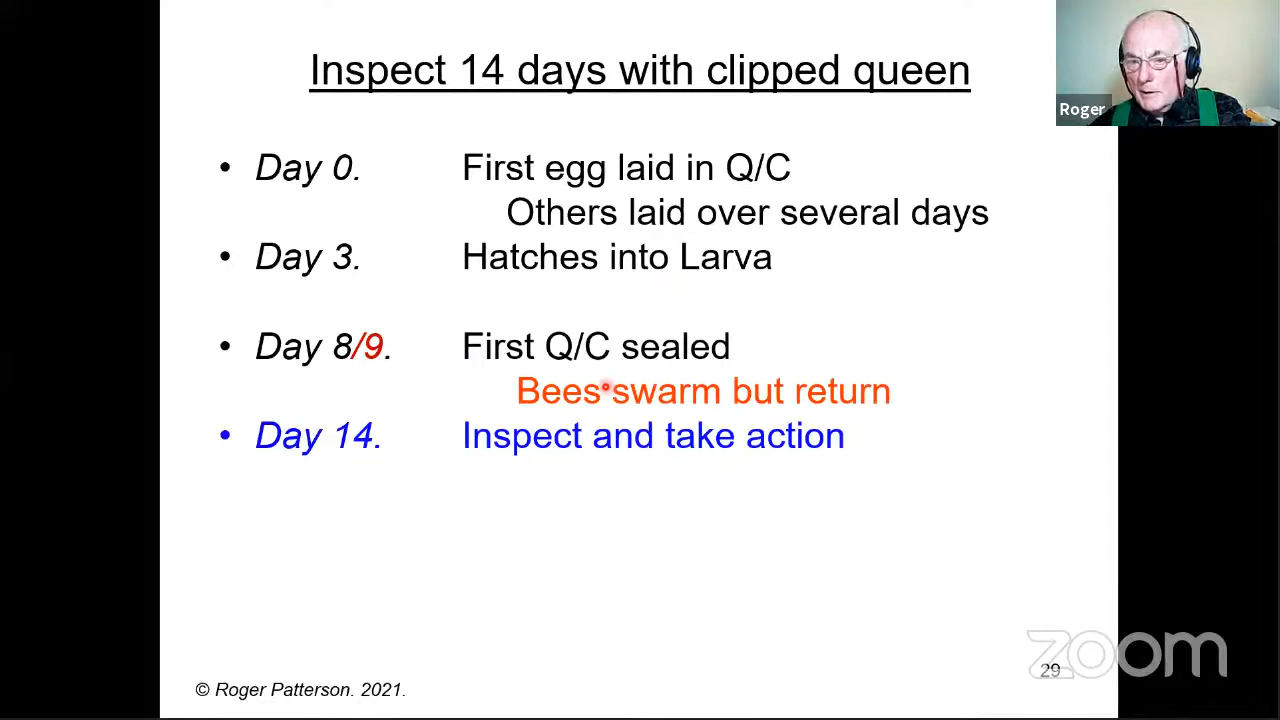 Inspect 14 days with clipped queen
Roger
• Day 0. First egg laid in Q/C
Others laid over several days
• Day 3. Hatches into Larva
• Day 8/9. First Q/C sealed
Bees swarm but return
• Day 14. Inspect and take action
zoom
29
© Roger Patterson. 2021.